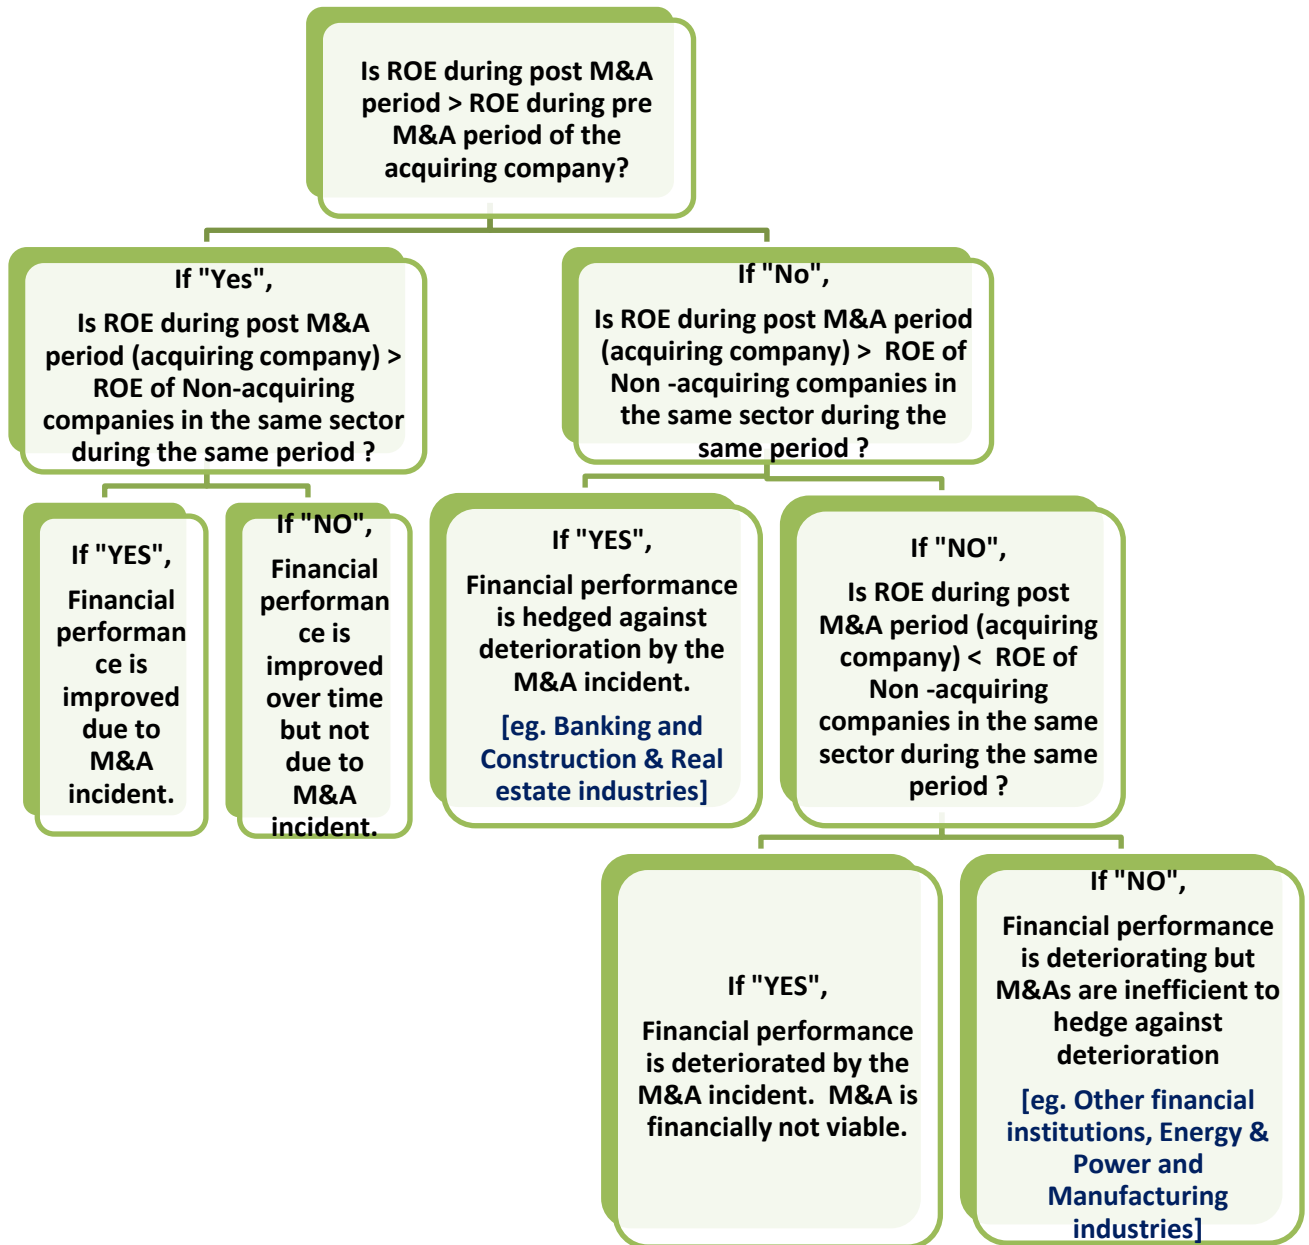 Is ROE during post M&A
period > ROE during pre
M&A period of the
acquiring company?
If "Yes",
Is ROE during post M&A
period (acquiring company) >
ROE of Non-acquiring
companies in the same sector
during the same period ?
If "No",
Is ROE during post M&A period
(acquiring company) > ROE of
Non -acquiring companies in
the same sector during the
same period ?
If "YES",
Financial
performan
ce is
improved
due to
M&A
incident.
If "NO",
Financial
performan
ce is
improved
over time
but not
due to
M&A
incident.
If "YES",
Financial performance
is hedged against
deterioration by the
M&A incident.
[eg. Banking and
Construction & Real
estate industries]
If "NO",
Is ROE during post
M&A period (acquiring
company) < ROE of
Non -acquiring
companies in the same
sector during the same
period ?
If "YES",
Financial performance
is deteriorated by the
M&A incident. M&A is
financially not viable.
If "NO",
Financial performance
is deteriorating but
M&As are inefficient to
hedge against
deterioration
[eg. Other financial
institutions, Energy &
Power and
Manufacturing
industries]